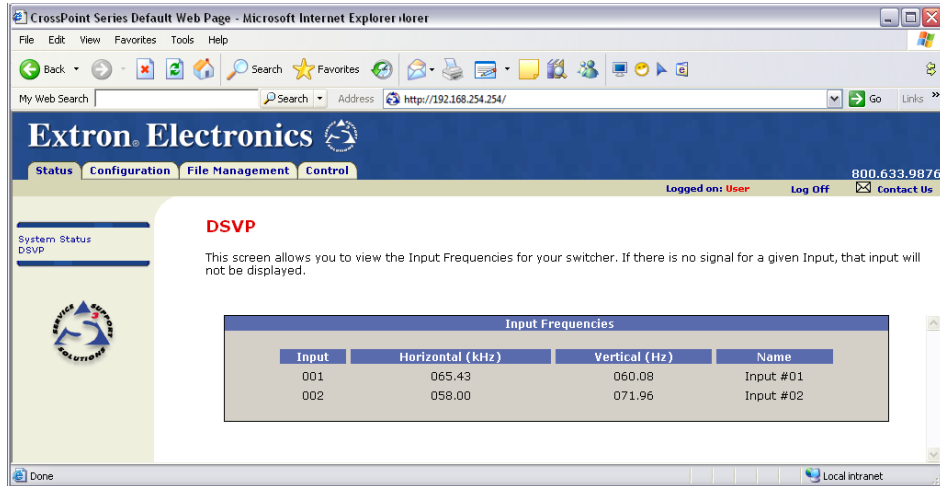 CrossPoint Series Default Web Page - Microsoft Internet Explorer plorer
File Edit View Favorites Tools Help
Back Search Favorites
My Web Search Search Address http://192.168.254.254/ Go Links »
Extron® Electronics
Status Configuration File Management Control
800.633.9876
Logged on: User Log Off Contact Us
System Status
DSVP
SERVICE SUPPORT SOLUTIONS
S3
DSVP
This screen allows you to view the Input Frequencies for your switcher. If there is no signal for a given Input, that input will
not be displayed.
Input Frequencies
Input Horizontal (kHz) Vertical (Hz) Name
001 065.43 060.08 Input #01
002 058.00 071.96 Input #02
Done Local intranet